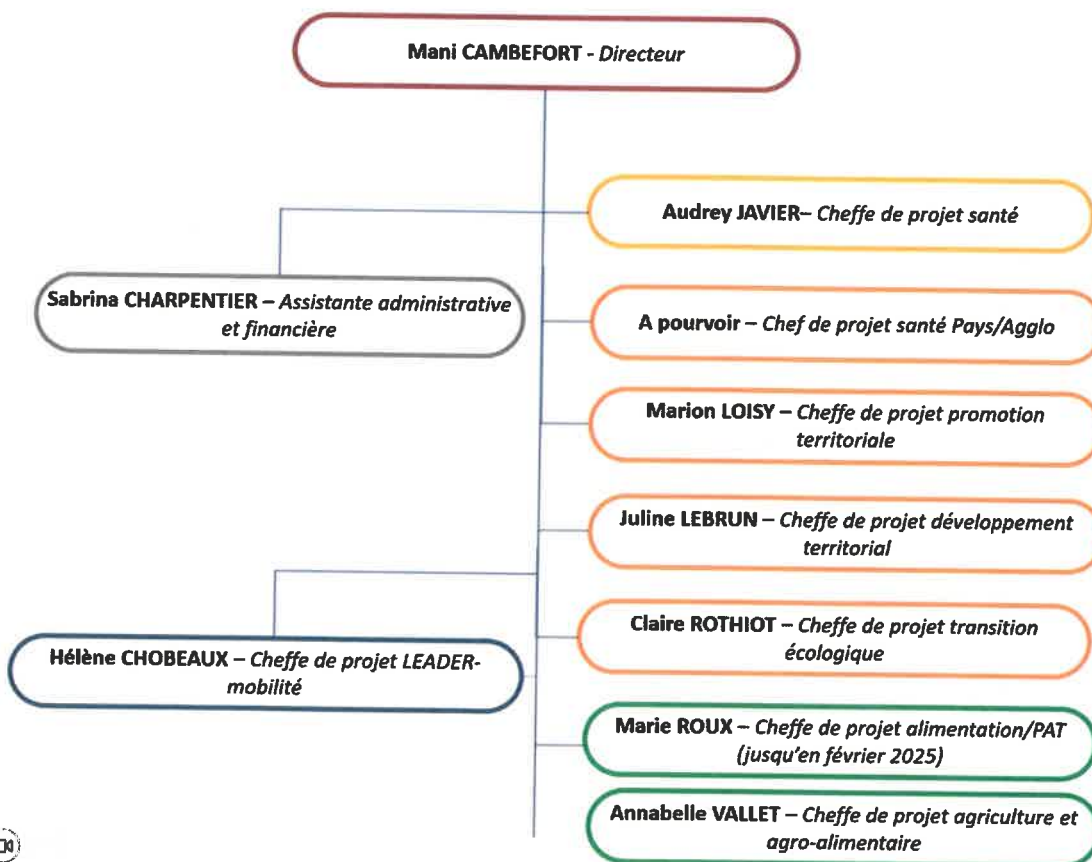 Mani CAMBEFORT - Directeur
Audrey JAVIER– Cheffe de projet santé
Sabrina CHARPENTIER – Assistante administrative
et financière
A pourvoir – Chef de projet santé Pays/Agglo
Marion LOISY – Cheffe de projet promotion
territoriale
Juline LEBRUN – Cheffe de projet développement
territorial
Claire ROTHIOT – Cheffe de projet transition
écologique
Hélène CHOBEAUX – Cheffe de projet LEADER-
mobilité
Marie ROUX – Cheffe de projet alimentation/PAT
(jusqu'en février 2025)
Annabelle VALLET – Cheffe de projet agriculture et
agro-alimentaire